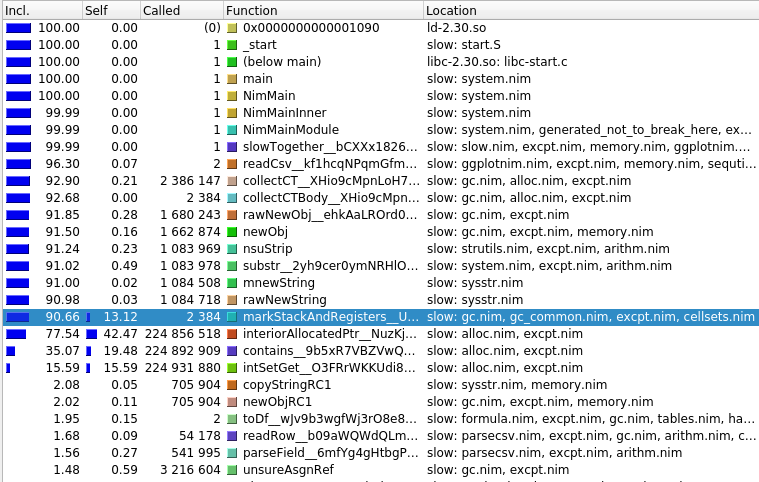 Incl. Self Called Function Location
100.00 0.00 (0) 0x0000000000001090 ld-2.30.so
100.00 0.00 1 _start slow: start.S
100.00 0.00 1 (below main) libc-2.30.so: libc-start.c
100.00 0.00 1 main slow: system.nim
100.00 0.00 1 NimMain slow: system.nim
99.99 0.00 1 NimMainInner slow: system.nim
99.99 0.00 1 NimMainModule slow: system.nim, generated_not_to_break_here, ex...
99.99 0.00 1 slowTogether__bCXXx1826... slow: slow.nim, excpt.nim, memory.nim, ggplotnim....
96.30 0.07 2 readCsv__kf1hcqNPqmGfm... slow: ggplotnim.nim, excpt.nim, memory.nim, sequti...
92.90 0.21 2 386 147 collectCT__XHio9cMpnLoH7... slow: gc.nim, alloc.nim, excpt.nim
92.68 0.00 2 384 collectCTBody__XHio9cMpn... slow: gc.nim, alloc.nim, excpt.nim
91.85 0.28 1 680 243 rawNewObj__ehkAaLROrd0... slow: gc.nim, excpt.nim
91.50 0.16 1 662 874 newObj slow: gc.nim, excpt.nim, memory.nim
91.24 0.23 1 083 969 nsuStrip slow: strutils.nim, excpt.nim, arithm.nim
91.02 0.49 1 083 978 substr__2yh9cer0ymNRHlO... slow: system.nim, excpt.nim, arithm.nim
91.00 0.02 1 084 508 mnewString slow: sysstr.nim
90.98 0.03 1 084 718 rawNewString slow: sysstr.nim
90.66 13.12 2 384 markStackAndRegisters__U... slow: gc.nim, gc_common.nim, excpt.nim, cellsets.nim
77.54 42.47 224 856 518 interiorAllocatedPtr__NuzKj... slow: alloc.nim, excpt.nim
35.07 19.48 224 892 909 contains__9b5xR7VBZVwQ... slow: alloc.nim, excpt.nim
15.59 15.59 224 931 880 intSetGet__O3FRrWKKUdi8... slow: alloc.nim, excpt.nim
2.08 0.05 705 904 copyStringRC1 slow: sysstr.nim, memory.nim
2.02 0.11 705 904 newObjRC1 slow: gc.nim, excpt.nim, memory.nim
1.95 0.15 2 toDf__wJv9b3wgfWj3rO8e8... slow: formula.nim, excpt.nim, gc.nim, tables.nim, ha...
1.68 0.09 54 178 readRow__b09aWQWdQLm... slow: parsecsv.nim, excpt.nim, gc.nim, arithm.nim, c...
1.56 0.27 541 995 parseField__6mfYg4gHtbgP... slow: parsecsv.nim, excpt.nim, arithm.nim
1.48 0.59 3 216 604 unsureAsgnRef slow: gc.nim, excpt.nim